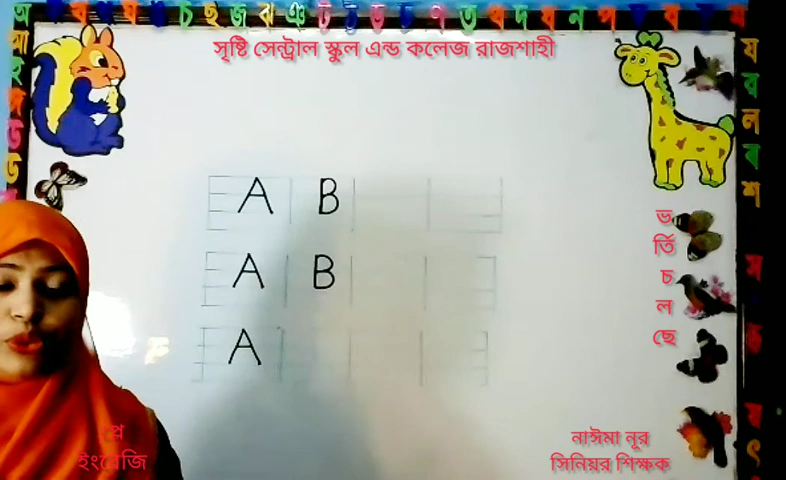 সৃষ্টি সেন্ট্রাল স্কুল এন্ড কলেজ রাজশাহী
A B
A B
A
ভ
র্তি
চ
ল
ছে
প্লে
ইংরেজি
নাঈমা নূর
সিনিয়র শিক্ষক